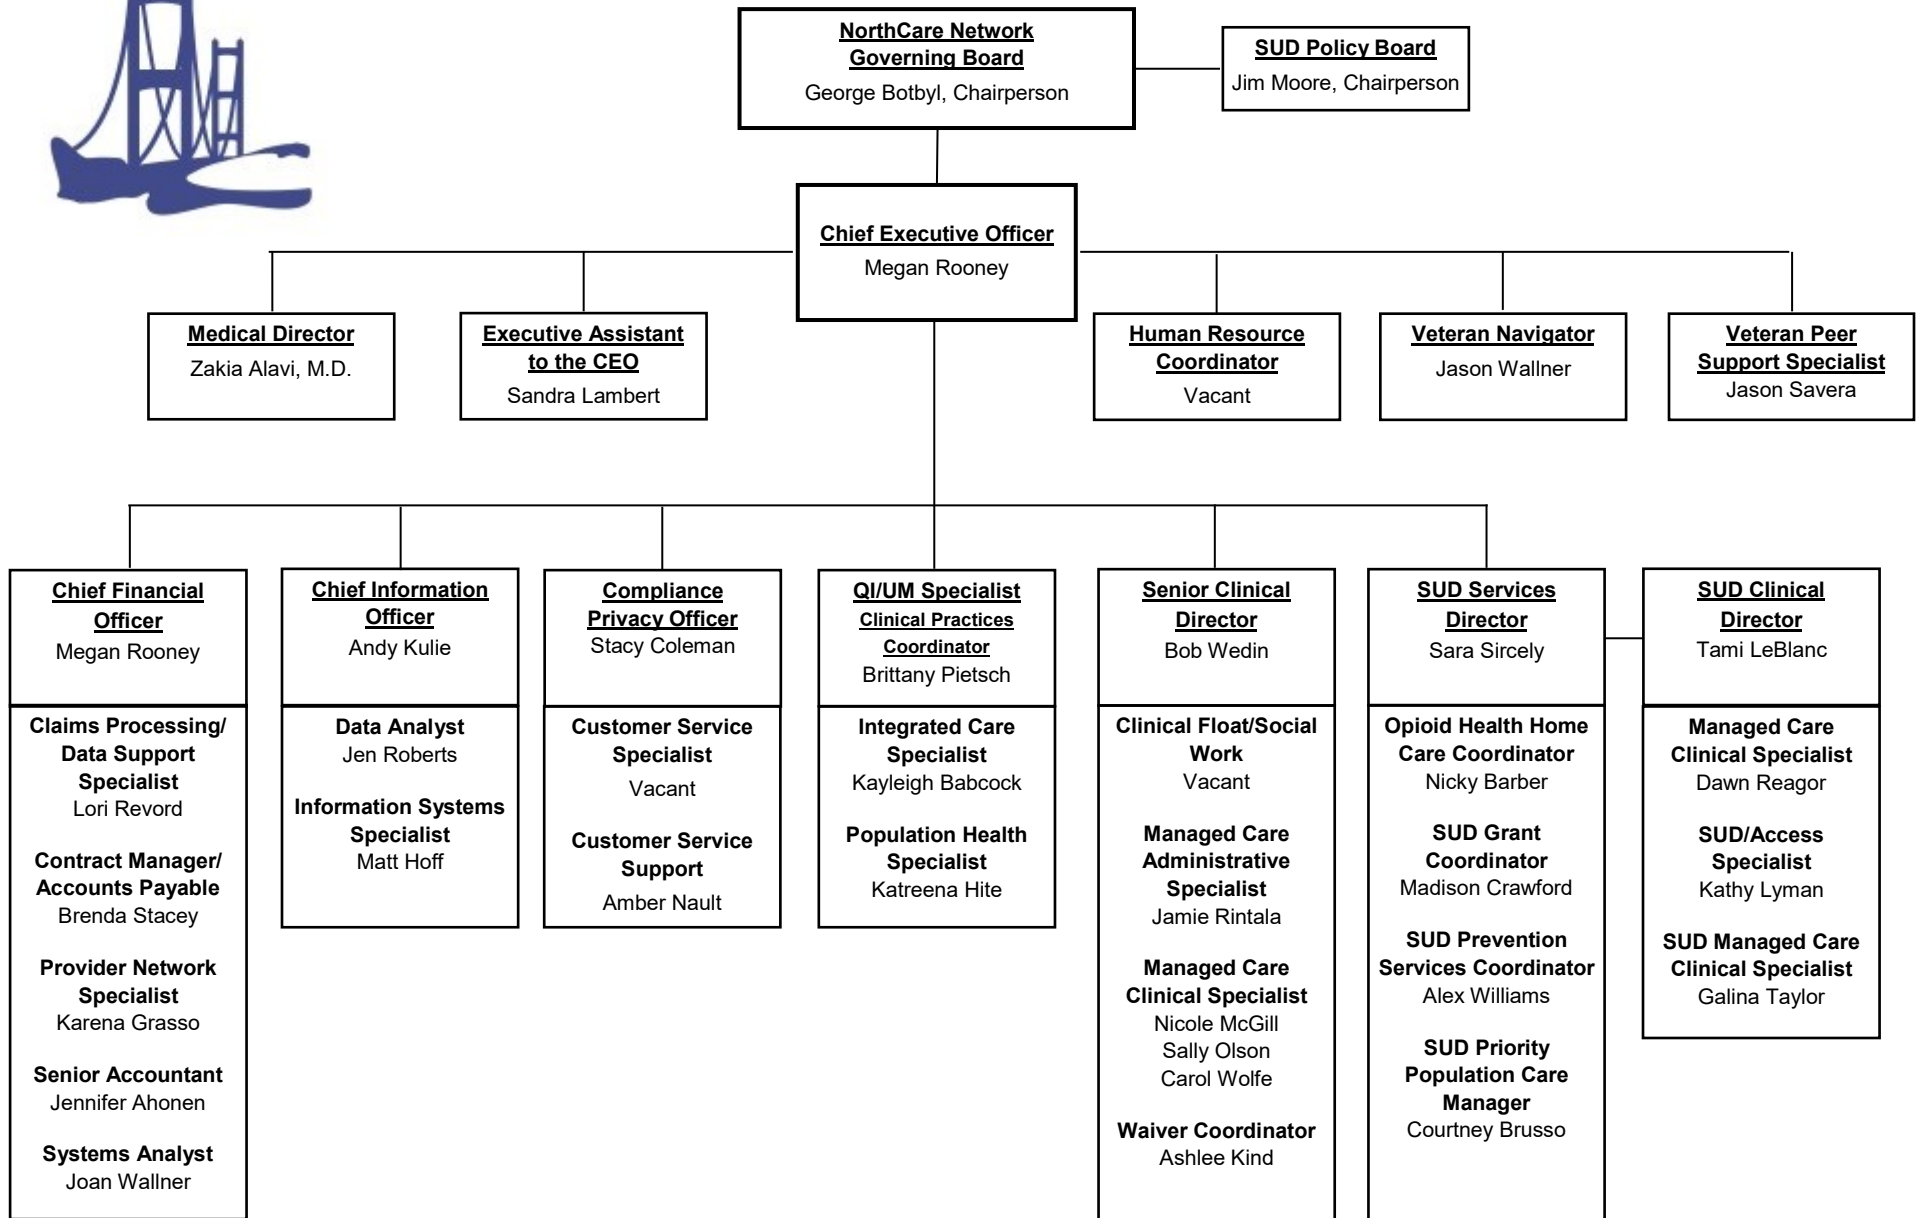 NorthCare Network
Governing Board
George Botbyl, Chairperson
SUD Policy Board
Jim Moore, Chairperson
Chief Executive Officer
Megan Rooney
Medical Director
Zakia Alavi, M.D.
Executive Assistant
to the CEO
Sandra Lambert
Human Resource
Coordinator
Vacant
Veteran Navigator
Jason Wallner
Veteran Peer
Support Specialist
Jason Savera
Chief Financial
Officer
Megan Rooney
Claims Processing/
Data Support
Specialist
Lori Revord
Contract Manager/
Accounts Payable
Brenda Stacey
Provider Network
Specialist
Karena Grasso
Senior Accountant
Jennifer Ahonen
Systems Analyst
Joan Wallner
Chief Information
Officer
Andy Kulie
Data Analyst
Jen Roberts
Information Systems
Specialist
Matt Hoff
Compliance
Privacy Officer
Stacy Coleman
Customer Service
Specialist
Vacant
Customer Service
Support
Amber Nault
QI/UM Specialist
Clinical Practices
Coordinator
Brittany Pietsch
Integrated Care
Specialist
Kayleigh Babcock
Population Health
Specialist
Katreena Hite
Senior Clinical
Director
Bob Wedin
Clinical Float/Social
Work
Vacant
Managed Care
Administrative
Specialist
Jamie Rintala
Managed Care
Clinical Specialist
Nicole McGill
Sally Olson
Carol Wolfe
Waiver Coordinator
Ashlee Kind
SUD Services
Director
Sara Sircely
Opioid Health Home
Care Coordinator
Nicky Barber
SUD Grant
Coordinator
Madison Crawford
SUD Prevention
Services Coordinator
Alex Williams
SUD Priority
Population Care
Manager
Courtney Brusso
SUD Clinical
Director
Tami LeBlanc
Managed Care
Clinical Specialist
Dawn Reagor
SUD/Access
Specialist
Kathy Lyman
SUD Managed Care
Clinical Specialist
Galina Taylor